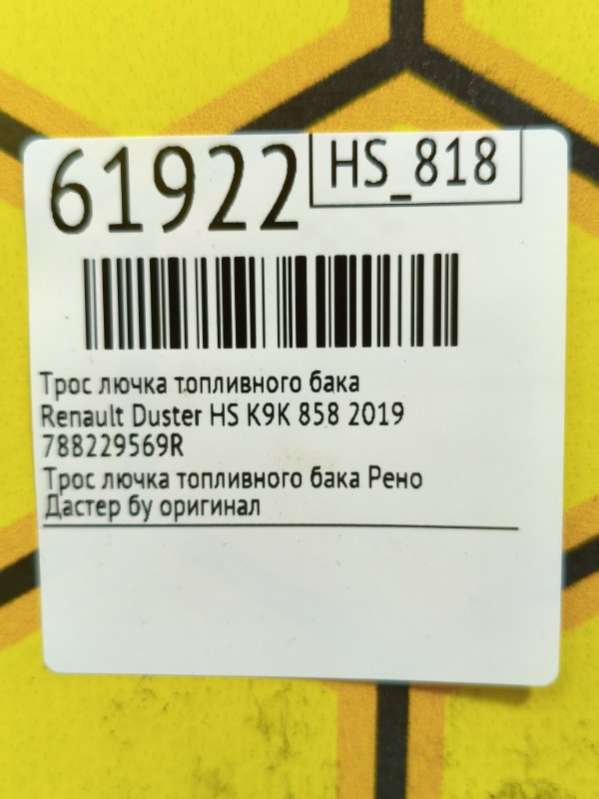 61922
HS_818
Трос лючка топливного бака
Renault Duster HS K9K 858 2019
788229569R
Трос лючка топливного бака Рено
Дастер бу оригинал